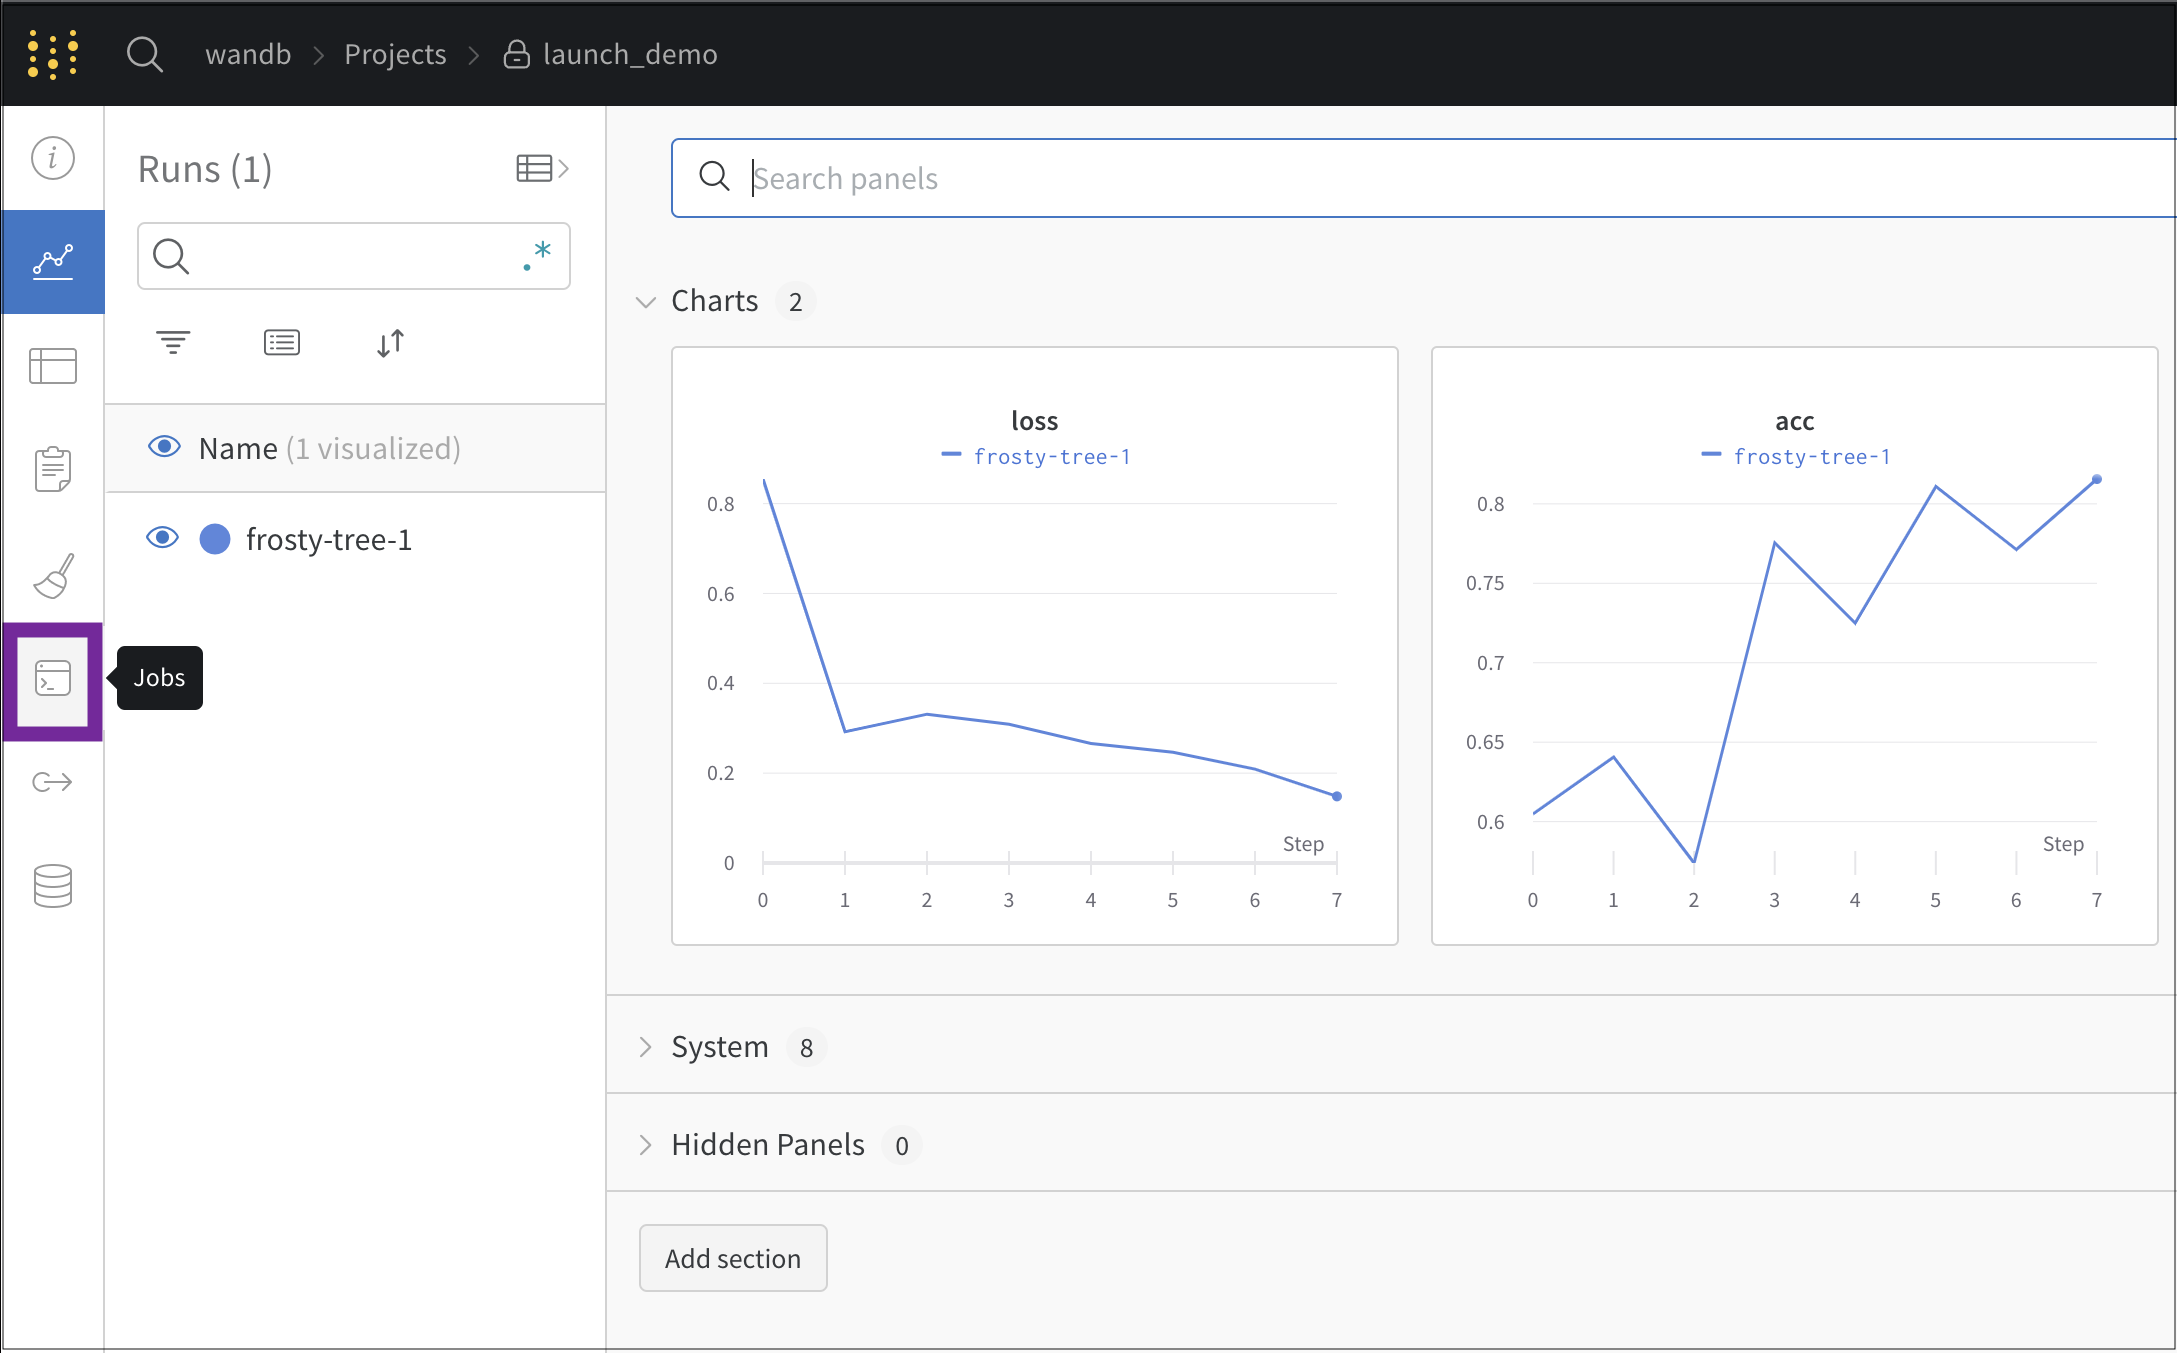 wandb > Projects > launch_demo
Runs (1)
.*
Name (1 visualized)
frosty-tree-1
Jobs
Search panels
Charts 2
loss
frosty-tree-1
0.8
0.6
0.4
0.2
0
Step
0 1 2 3 4 5 6 7
acc
frosty-tree-1
0.8
0.75
0.7
0.65
0.6
Step
0 1 2 3 4 5 6 7
System 8
Hidden Panels 0
Add section